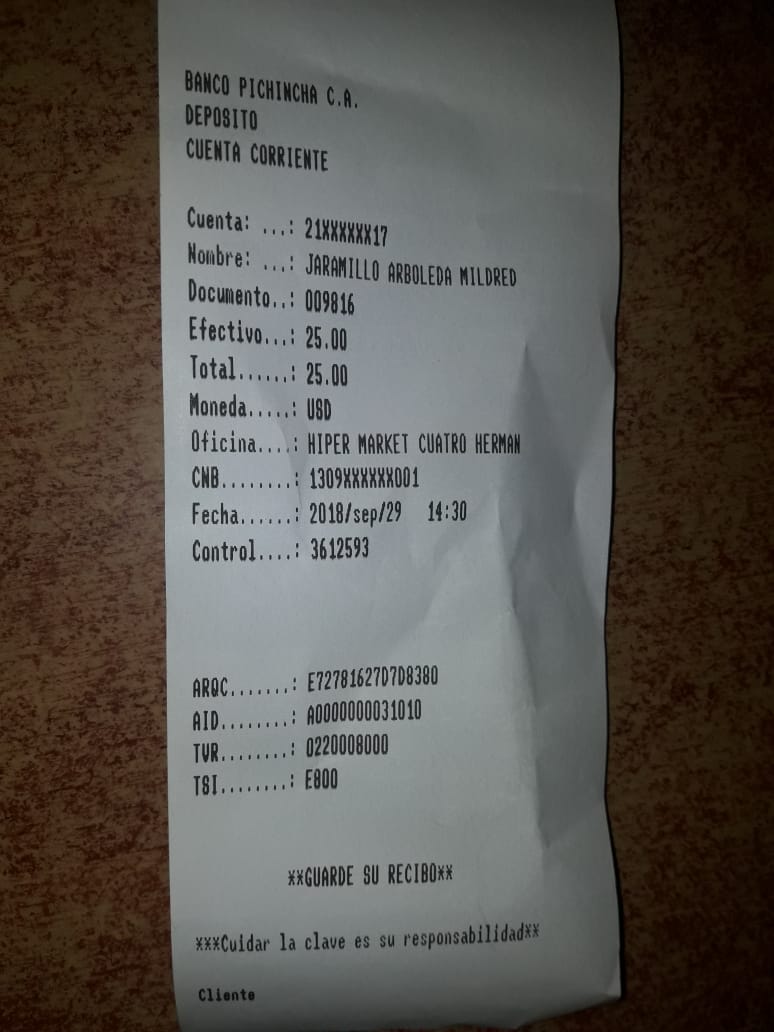 BANCO PICHINCHA C.A.
DEPOSITO
CUENTA CORRIENTE
Cuenta: ...: 21XXXXXX17
Nombre: ...: JARAMILLO ARBOLEDA MILDRED
Documento..: 009816
Efectivo...: 25.00
Total......: 25.00
Moneda.....: USD
Oficina....: HIPER MARKET CUATRO HERMAN
CNB........: 1309XXXXXX001
Fecha......: 2018/sep/29 14:30
Control....: 3612593
ARQC.......: E72781627D7D8380
AID........: A0000000031010
TVR........: 0220008000
TSI........: E800
**GUARDE SU RECIBO**
***Cuidar la clave es su responsabilidad**
Cliente